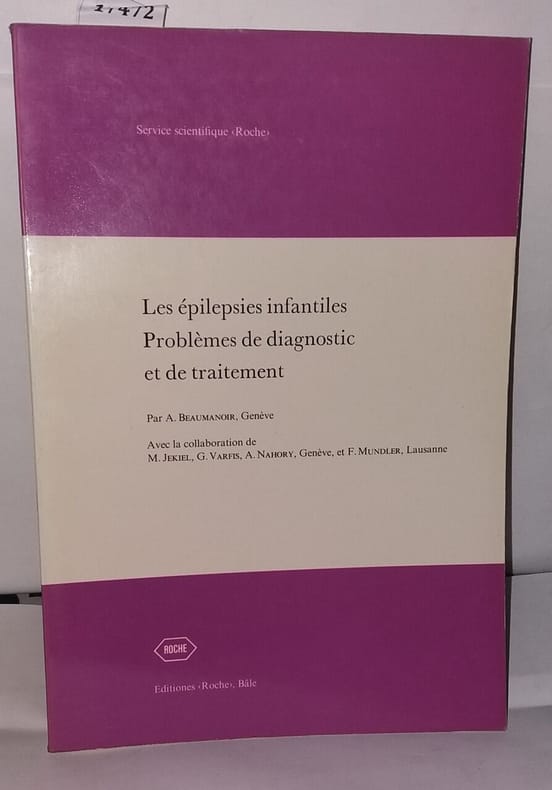 Service scientifique ‹Roche›
Les épilepsies infantiles
Problèmes de diagnostic
et de traitement
Par A. BEAUMANOIR, Genève
Avec la collaboration de
M. JEKIEL, G. VARFIS, A. NAHORY, Genève, et F. MUNDLER, Lausanne
ROCHE
Editiones ‹Roche›, Bâle